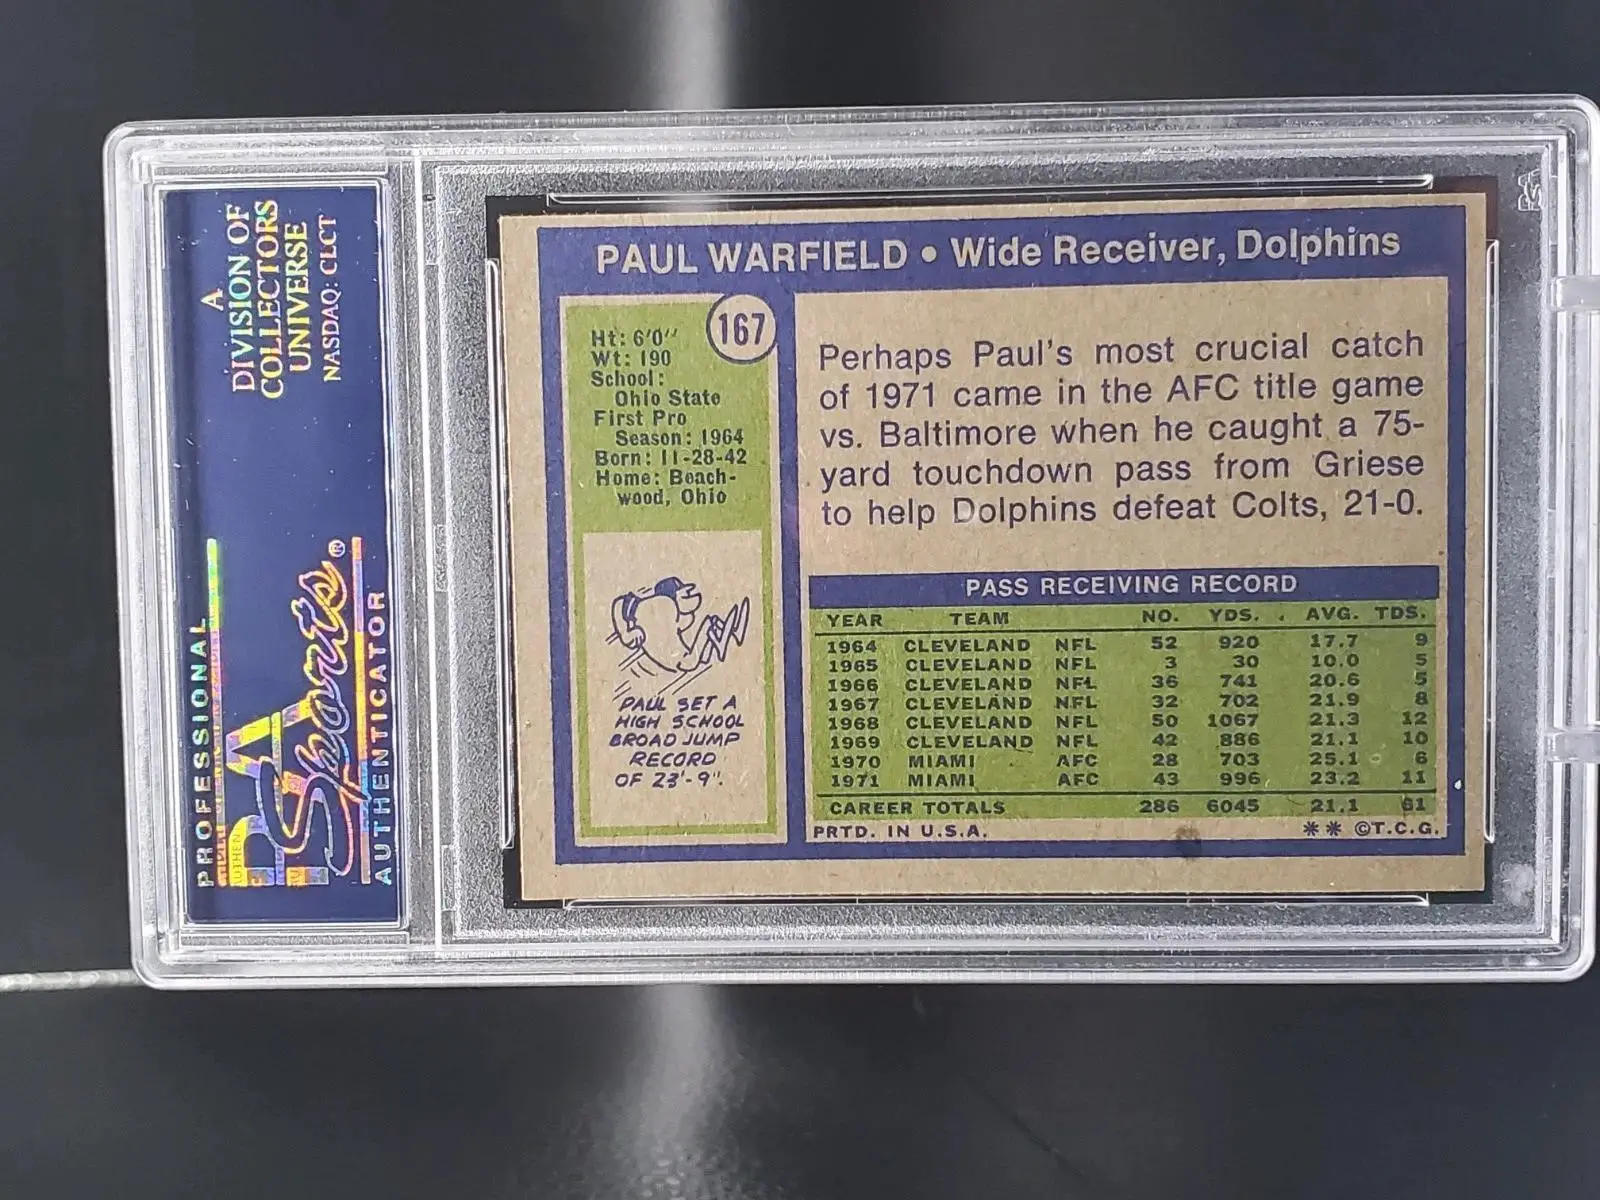 A
DIVISION OF
COLLECTORS
UNIVERSE
NASDAQ: CLCT
PROFESSIONAL
PSA
Sports®
AUTHENTICATOR
PAUL WARFIELD • Wide Receiver, Dolphins
167
Ht: 6'0"
Wt: 190
School:
Ohio State
First Pro
Season: 1964
Born: 11-28-42
Home: Beach-
wood, Ohio
PAUL SET A
HIGH SCHOOL
BROAD JUMP
RECORD
OF 23'-9".
Perhaps Paul's most crucial catch
of 1971 came in the AFC title game
vs. Baltimore when he caught a 75-
yard touchdown pass from Griese
to help Dolphins defeat Colts, 21-0.
PASS RECEIVING RECORD
YEAR TEAM NO. YDS. AVG. TDS.
1964 CLEVELAND NFL 52 920 17.7 9
1965 CLEVELAND NFL 3 30 10.0 5
1966 CLEVELAND NFL 36 741 20.6 5
1967 CLEVELAND NFL 32 702 21.9 8
1968 CLEVELAND NFL 50 1067 21.3 12
1969 CLEVELAND NFL 42 886 21.1 10
1970 MIAMI AFC 28 703 25.1 6
1971 MIAMI AFC 43 996 23.2 11
CAREER TOTALS 286 6045 21.1 61
PRTD. IN U.S.A. ** ©T.C.G.